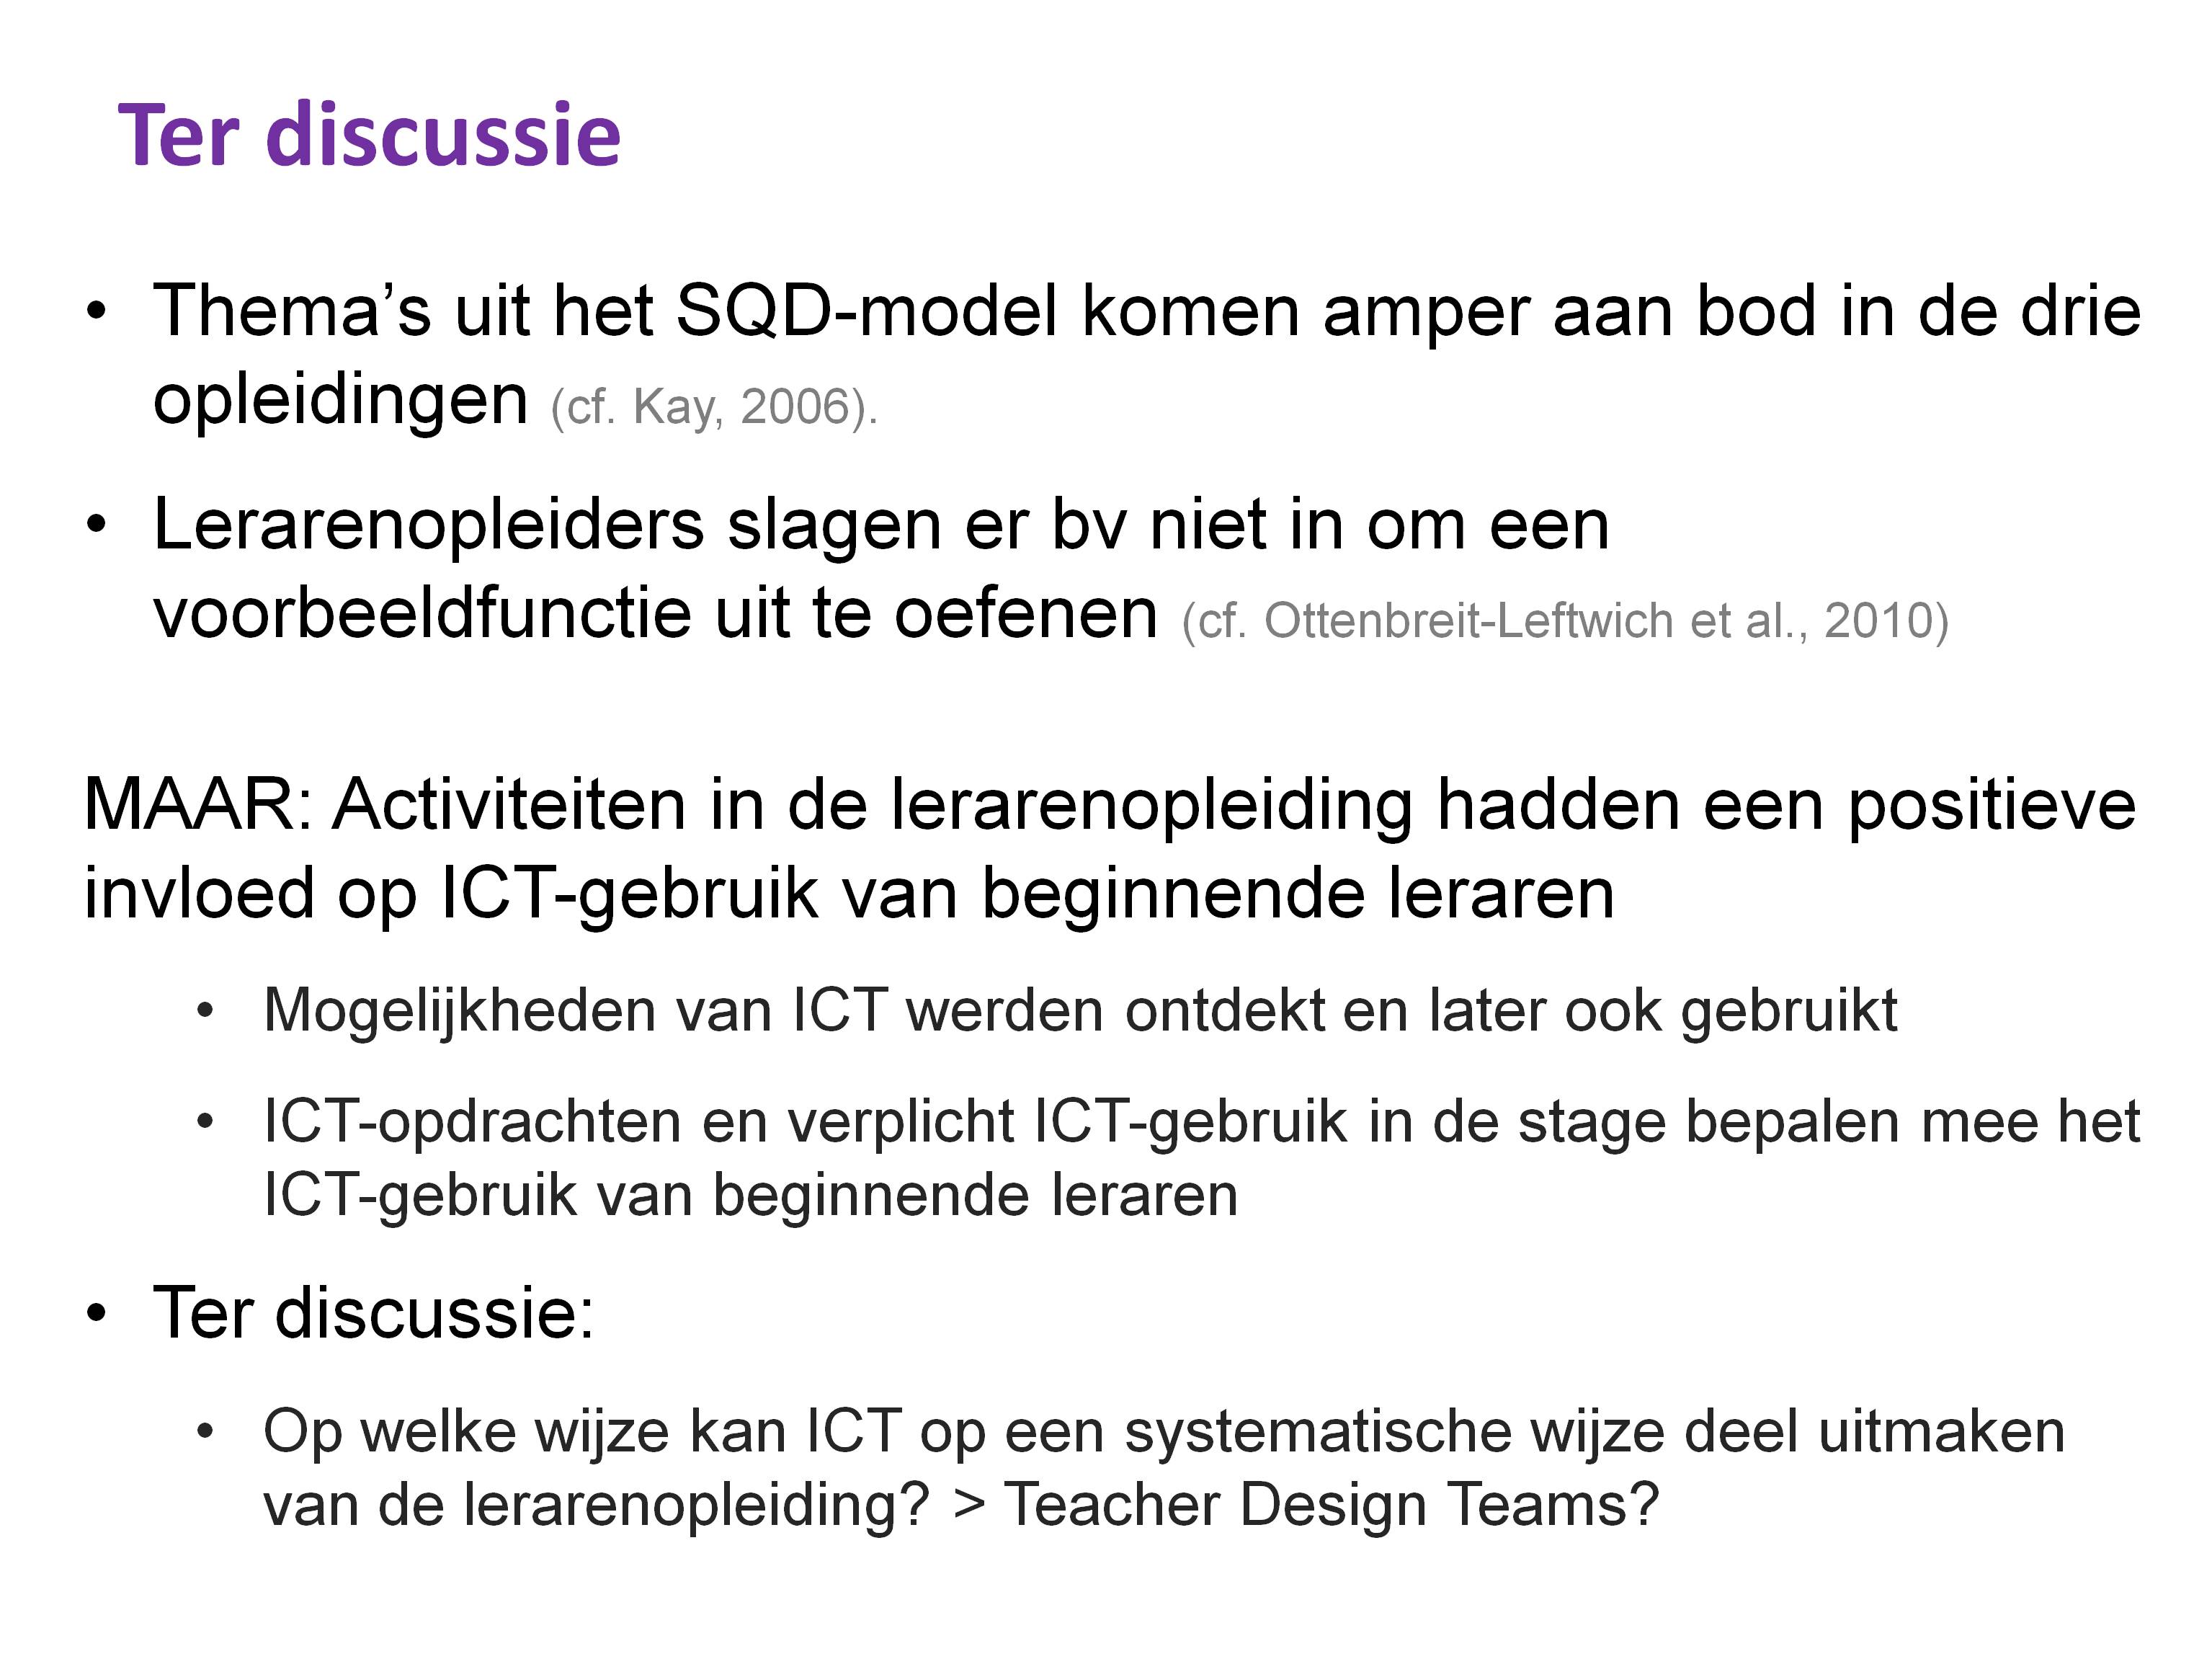 Ter discussie
• Thema’s uit het SQD-model komen amper aan bod in de drie
opleidingen (cf. Kay, 2006).
• Lerarenopleiders slagen er bv niet in om een
voorbeeldfunctie uit te oefenen (cf. Ottenbreit-Leftwich et al., 2010)
MAAR: Activiteiten in de lerarenopleiding hadden een positieve
invloed op ICT-gebruik van beginnende leraren
• Mogelijkheden van ICT werden ontdekt en later ook gebruikt
• ICT-opdrachten en verplicht ICT-gebruik in de stage bepalen mee het
ICT-gebruik van beginnende leraren
• Ter discussie:
• Op welke wijze kan ICT op een systematische wijze deel uitmaken
van de lerarenopleiding? > Teacher Design Teams?